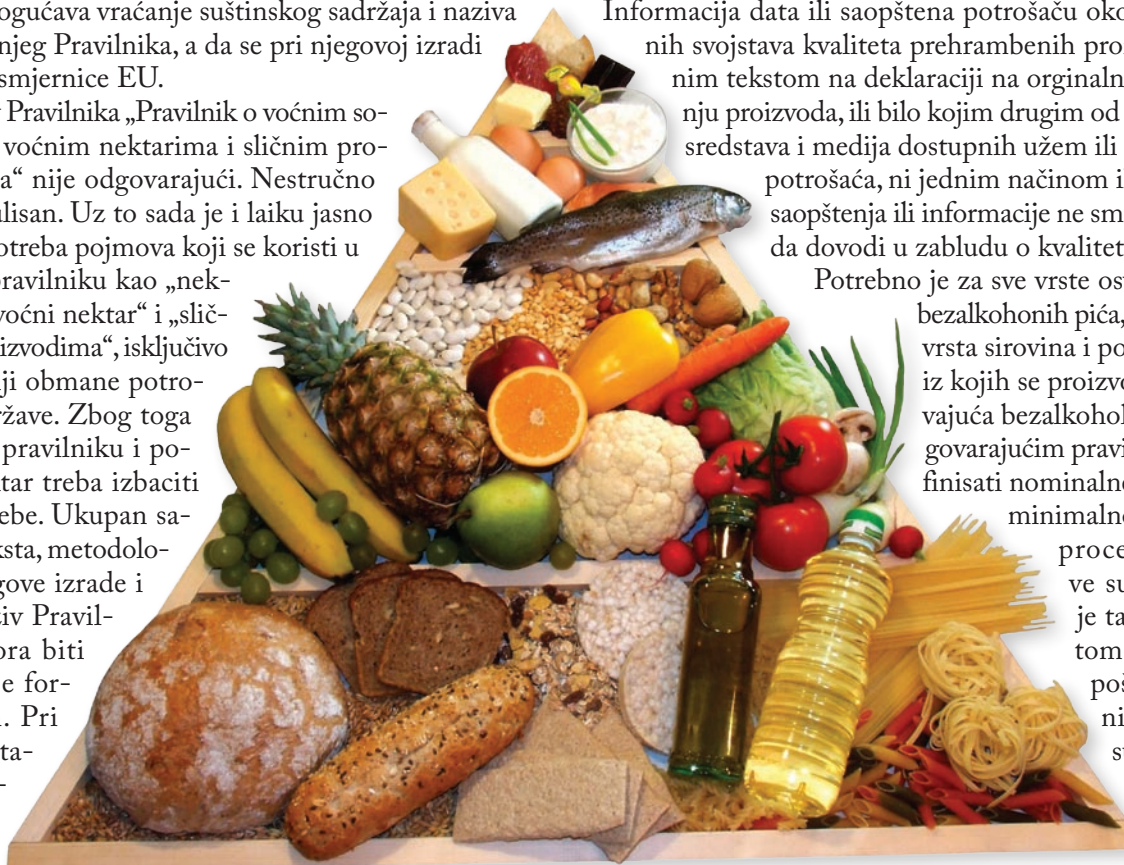 ogućava vraćanje suštinskog sadržaja i naziva
njeg Pravilnika, a da se pri njegovoj izradi
smjernice EU.
v Pravilnika „Pravilnik o voćnim so-
voćnim nektarima i sličnim pro-
a“ nije odgovarajući. Nestručno
ulisan. Uz to sada je i laiku jasno
otreba pojmova koji se koristi u
pravilniku kao „nek-
voćni nektar“ i „slič-
izvodima“, isključivo
ji obmane potro-
ržave. Zbog toga
pravilniku i po-
tar treba izbaciti
ebe. Ukupan sa-
ksta, metodolo-
gove izrade i
iv Pravil-
ora biti
e for-
. Pri
ta-
-
Informacija data ili saopštena potrošaču oko
nih svojstava kvaliteta prehrambenih proi
nim tekstom na deklaraciji na orginaln
nju proizvoda, ili bilo kojim drugim od
sredstava i medija dostupnih užem ili
potrošaća, ni jednim načinom i
saopštenja ili informacije ne sm
da dovodi u zabludu o kvalitet
Potrebno je za sve vrste osv
bezalkohonih pića,
vrsta sirovina i po
iz kojih se proizvo
vajuća bezalkohol
govarajućim pravi
finisati nominalno
minimalno
proce
ve su
je ta
tom
poš
ni
sv